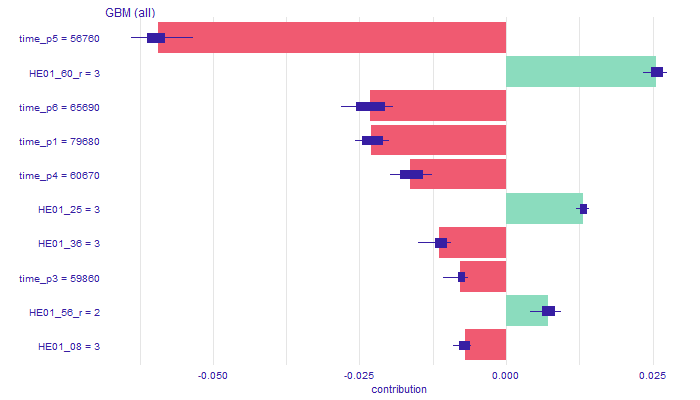 GBM (all)
time_p5 = 56760
HE01_60_r = 3
time_p6 = 65690
time_p1 = 79680
time_p4 = 60670
HE01_25 = 3
HE01_36 = 3
time_p3 = 59860
HE01_56_r = 2
HE01_08 = 3
-0.050 -0.025 0.000 0.025
contribution